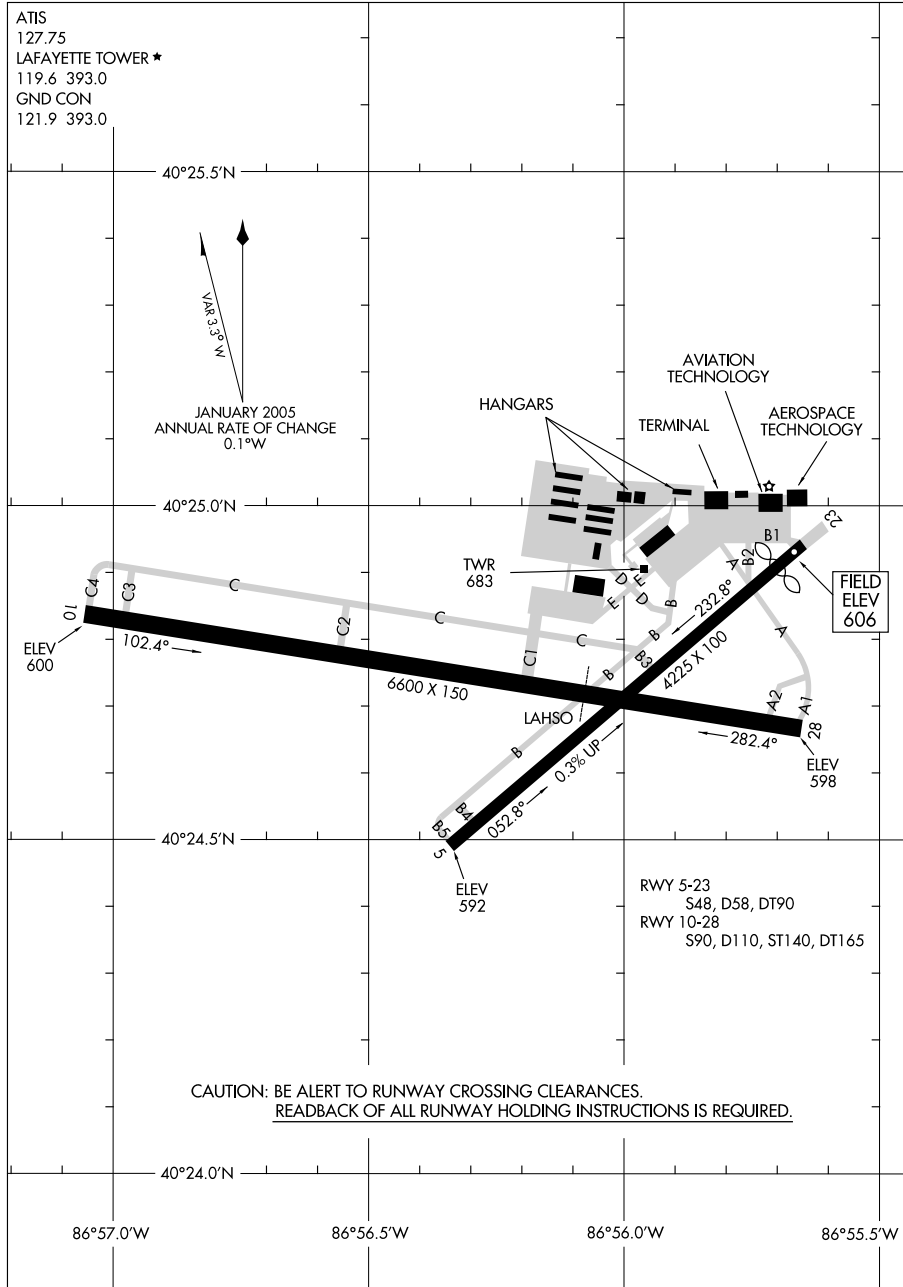 ATIS
127.75
LAFAYETTE TOWER ★
119.6 393.0
GND CON
121.9 393.0
40°25.5'N
VAR 3.3° W
JANUARY 2005
ANNUAL RATE OF CHANGE
0.1°W
HANGARS
TERMINAL
AVIATION
TECHNOLOGY
AEROSPACE
TECHNOLOGY
40°25.0'N
23
TWR
683
B1
B2
A
D
E
D
E
B
232.8°
FIELD
ELEV
606
C4
C3
C
C2
C
C
C1
B
B3
B
4225 X 100
A
10
102.4°
ELEV
600
6600 X 150
LAHSO
A2
A1
28
282.4°
ELEV
598
B
0.3% UP
052.8°
B4
B5
5
40°24.5'N
ELEV
592
RWY 5-23
S48, D58, DT90
RWY 10-28
S90, D110, ST140, DT165
CAUTION: BE ALERT TO RUNWAY CROSSING CLEARANCES.
READBACK OF ALL RUNWAY HOLDING INSTRUCTIONS IS REQUIRED.
40°24.0'N
86°57.0'W
86°56.5'W
86°56.0'W
86°55.5'W